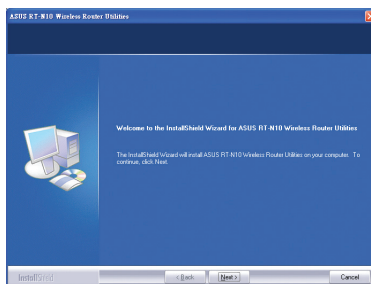 ASUS RT-N10 Wireless Router Utilities
Welcome to the InstallShield Wizard for ASUS RT-N10 Wireless Router Utilities
The InstallShield Wizard will install ASUS RT-N10 Wireless Router Utilities on your computer. To
continue, click Next.
InstallShield
< Back
Next >
Cancel